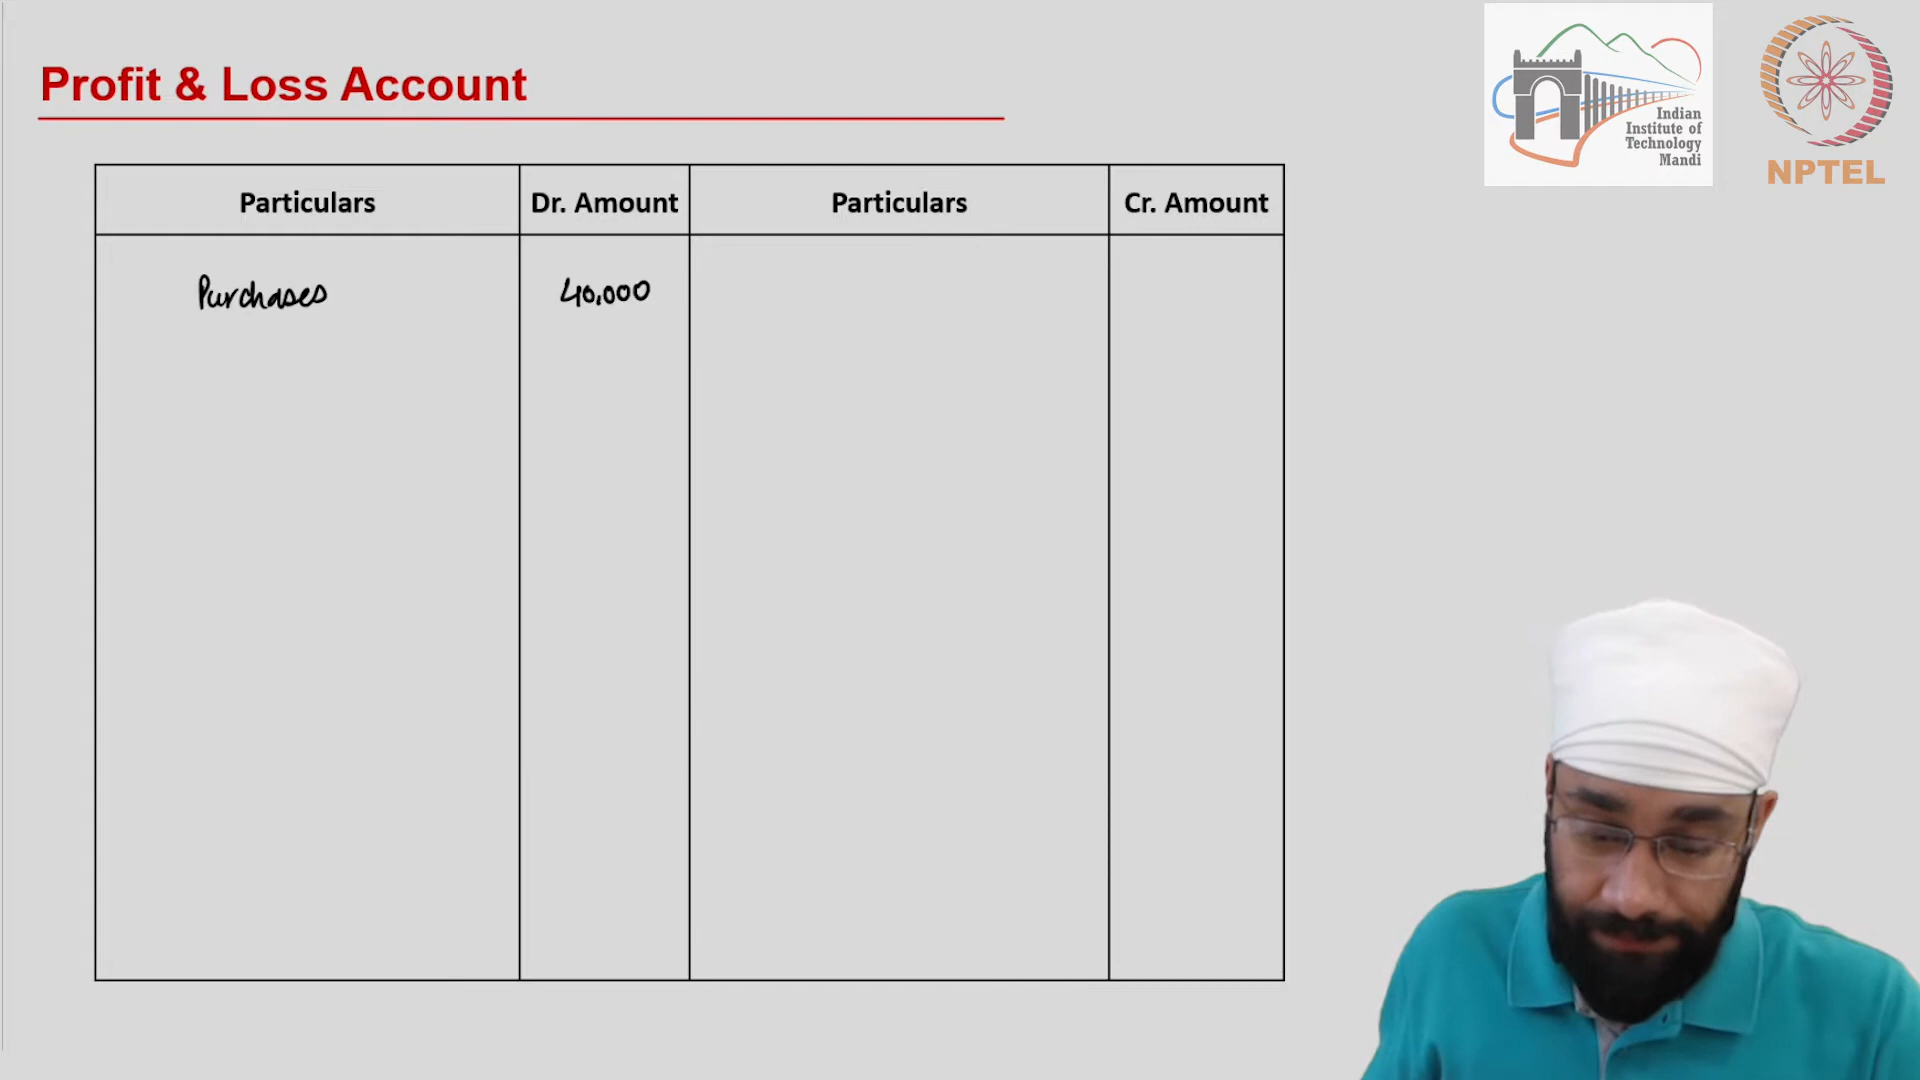 Profit & Loss Account
Indian
Institute of
Technology
Mandi
NPTEL
Particulars Dr. Amount Particulars Cr. Amount
Purchases 40,000